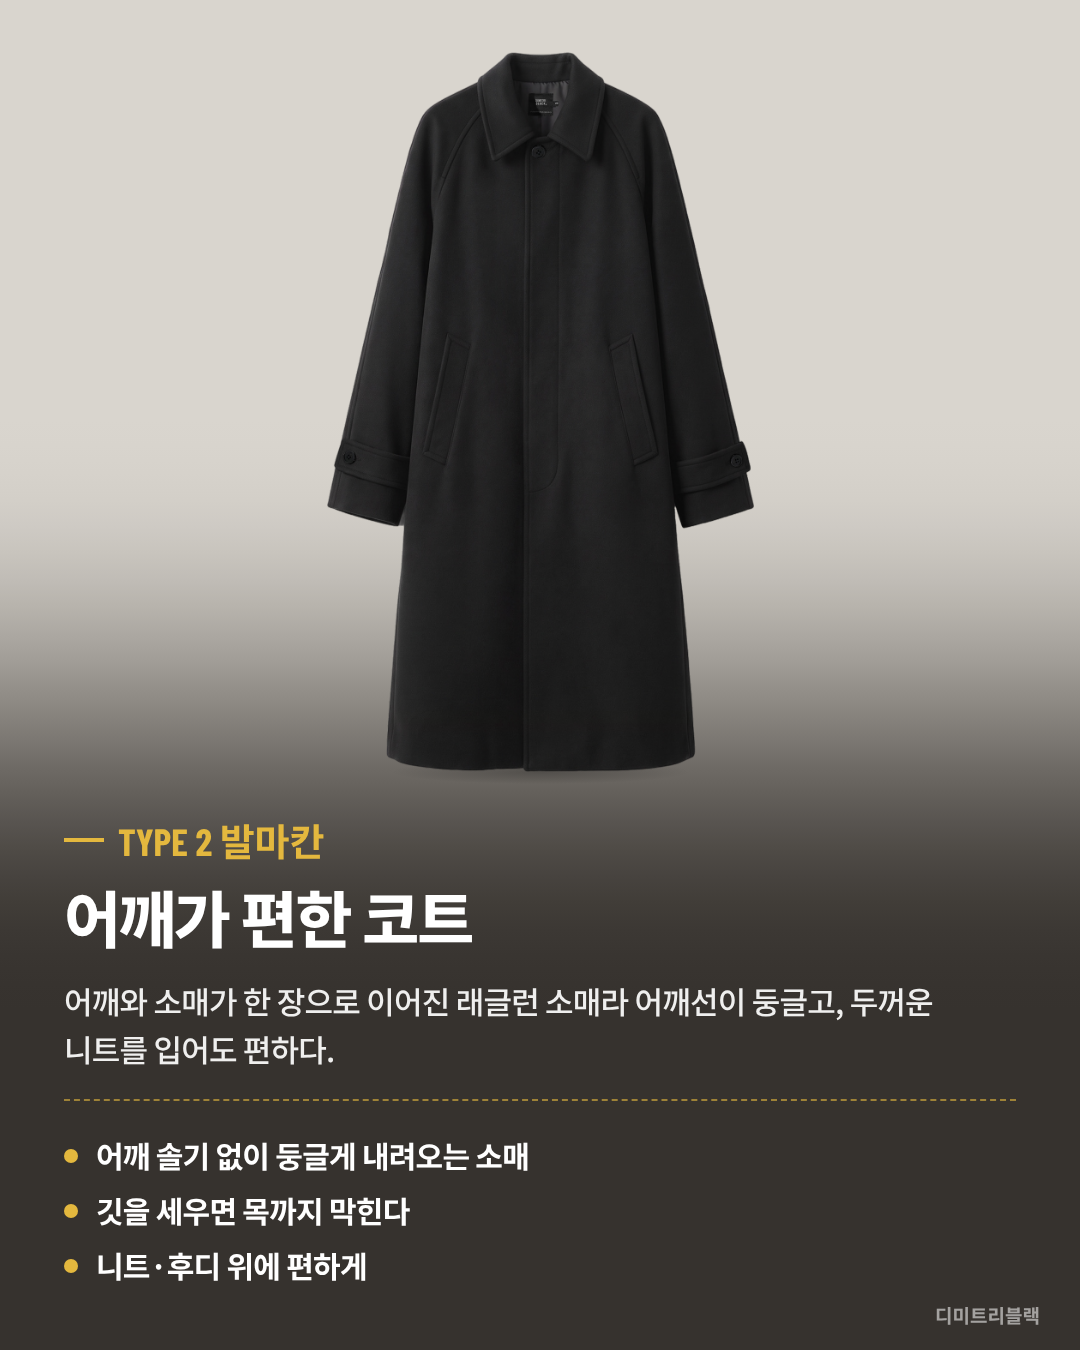 TYPE 2 발마칸
어깨가 편한 코트
어깨와 소매가 한 장으로 이어진 래글런 소매라 어깨선이 둥글고, 두꺼운
니트를 입어도 편하다.
어깨 솔기 없이 둥글게 내려오는 소매
깃을 세우면 목까지 막힌다
니트·후디 위에 편하게
디미트리블랙